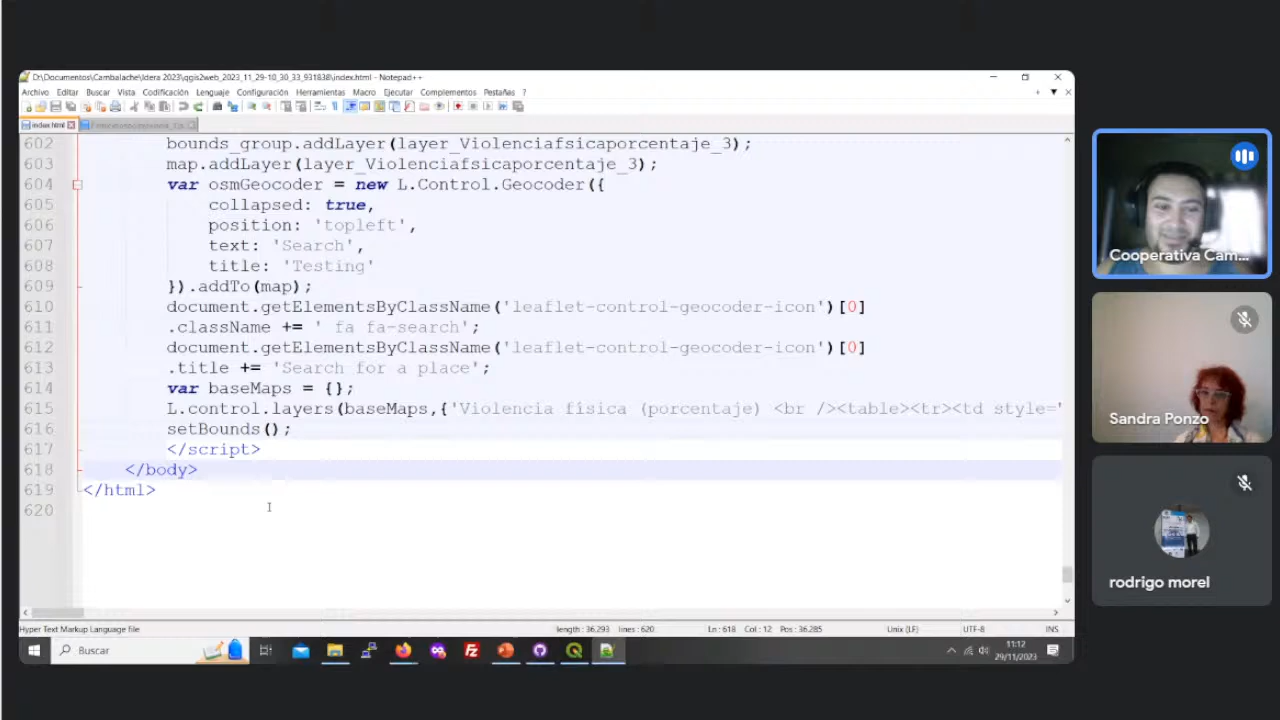 D:\Documentos\Cambalache\Idera 2023\qgis2web_2023_11_29-10_30_33_931838\index.html - Notepad++
Archivo Editar Buscar Vista Codificación Lenguaje Configuración Herramientas Macro Ejecutar Complementos Pestañas ?
index.html
602 bounds_group.addLayer(layer_Violenciafsicaporcentaje_3);
603 map.addLayer(layer_Violenciafsicaporcentaje_3);
604 var osmGeocoder = new L.Control.Geocoder({
605 collapsed: true,
606 position: 'topleft',
607 text: 'Search',
608 title: 'Testing'
609 }).addTo(map);
610 document.getElementsByClassName('leaflet-control-geocoder-icon')[0]
611 .className += ' fa fa-search';
612 document.getElementsByClassName('leaflet-control-geocoder-icon')[0]
613 .title += 'Search for a place';
614 var baseMaps = {};
615 L.control.layers(baseMaps,{'Violencia física (porcentaje) <br /><table><tr><td style='
616 setBounds();
617 </script>
618 </body>
619 </html>
620
Hyper Text Markup Language file length : 36.293 lines : 620 Ln : 618 Col : 12 Pos : 36.285 Unix (LF) UTF-8 INS
Buscar
11:12
29/11/2023
Cooperativa Cam...
Sandra Ponzo
rodrigo morel